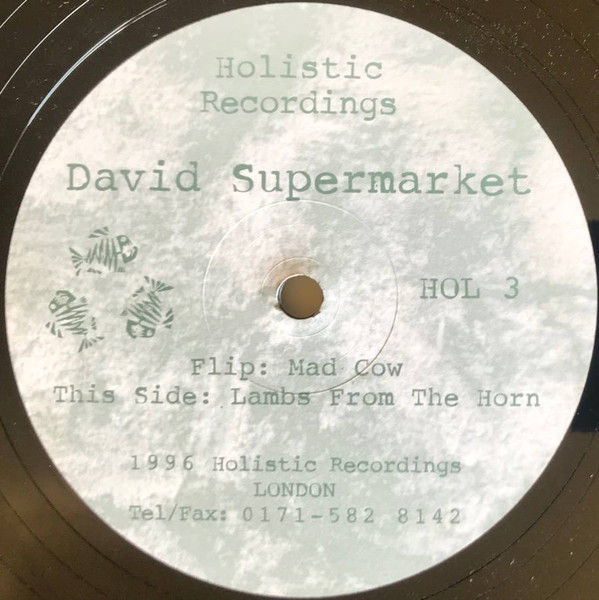 Holistic
Recordings
David Supermarket
HOL 3
Flip: Mad Cow
This Side: Lambs From The Horn
1996 Holistic Recordings
LONDON
Tel/Fax: 0171-582 8142